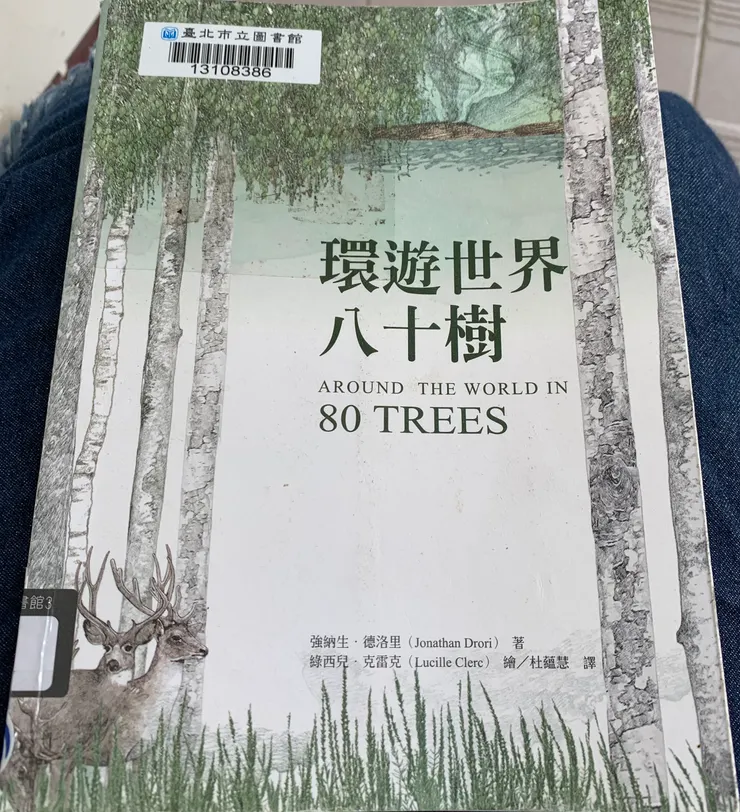 臺北市立圖書館
13108386
環遊世界
八十樹
AROUND THE WORLD IN
80 TREES
強納生·德洛里（Jonathan Drori） 著
綠西兒·克雷克（Lucille Clerc） 繪／杜蘊慧 譯
書館3